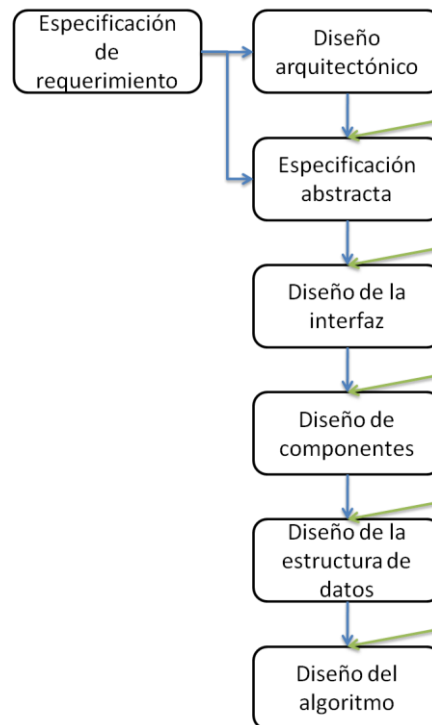 Especificación
de
requerimiento
Diseño
arquitectónico
Especificación
abstracta
Diseño de la
interfaz
Diseño de
componentes
Diseño de la
estructura de
datos
Diseño del
algoritmo